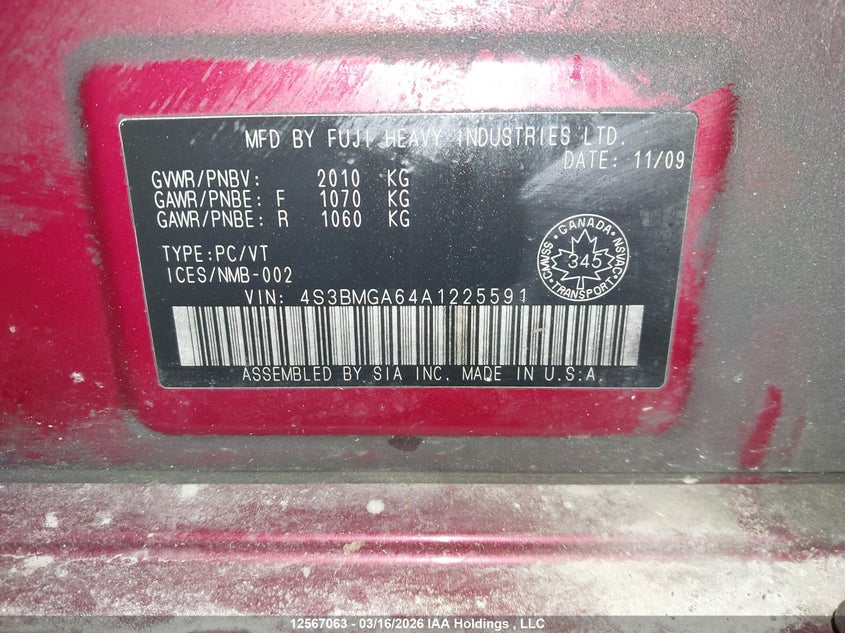 MFD BY FUJI HEAVY INDUSTRIES LTD.
DATE: 11/09
GVWR/PNBV: 2010 KG
GAWR/PNBE: F 1070 KG
GAWR/PNBE: R 1060 KG
TYPE:PC/VT
ICES/NMB-002
CANADA
CMVSS
NSVAC
345
TRANSPORT
VIN: 4S3BMGA64A1225591
ASSEMBLED BY SIA INC. MADE IN U.S.A.
12567063 - 03/16/2026 IAA Holdings , LLC